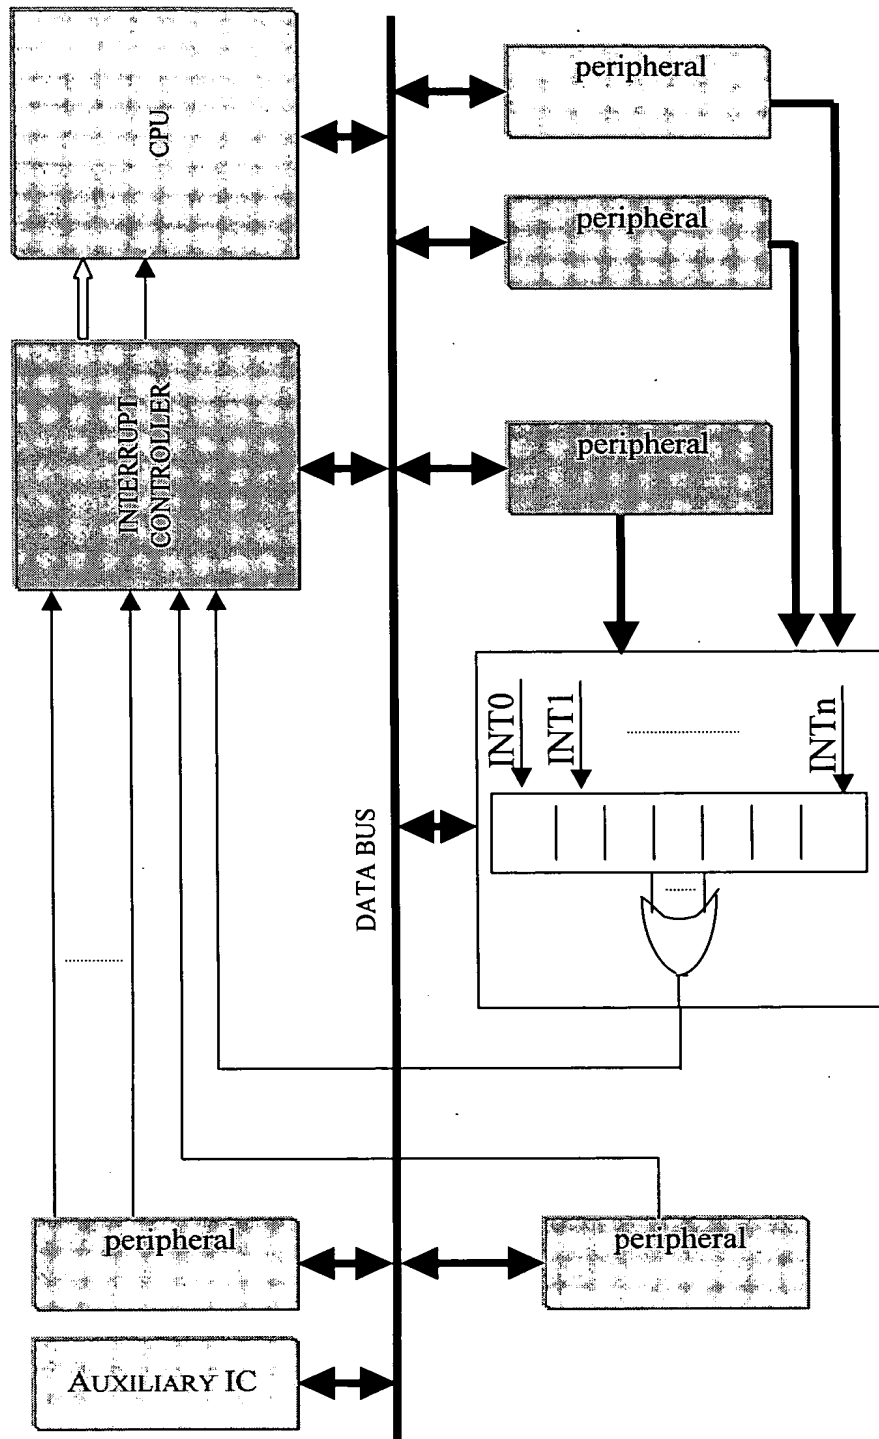 CPU
peripheral
peripheral
INTERRUPT
CONTROLLER
peripheral
INT0
INT1
INTn
DATA BUS
peripheral
peripheral
AUXILIARY IC